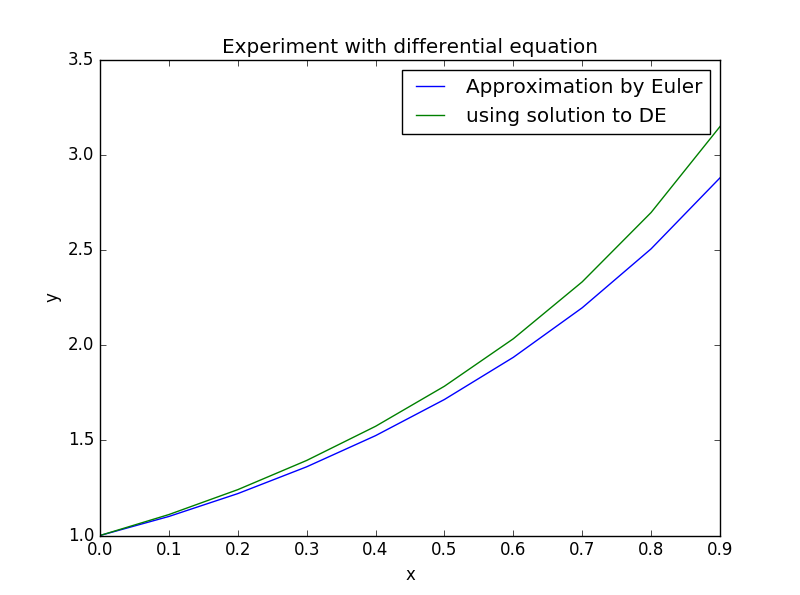 Experiment with differential equation
Approximation by Euler
using solution to DE
3.5
3.0
2.5
2.0
1.5
1.0
y
0.0 0.1 0.2 0.3 0.4 0.5 0.6 0.7 0.8 0.9
x